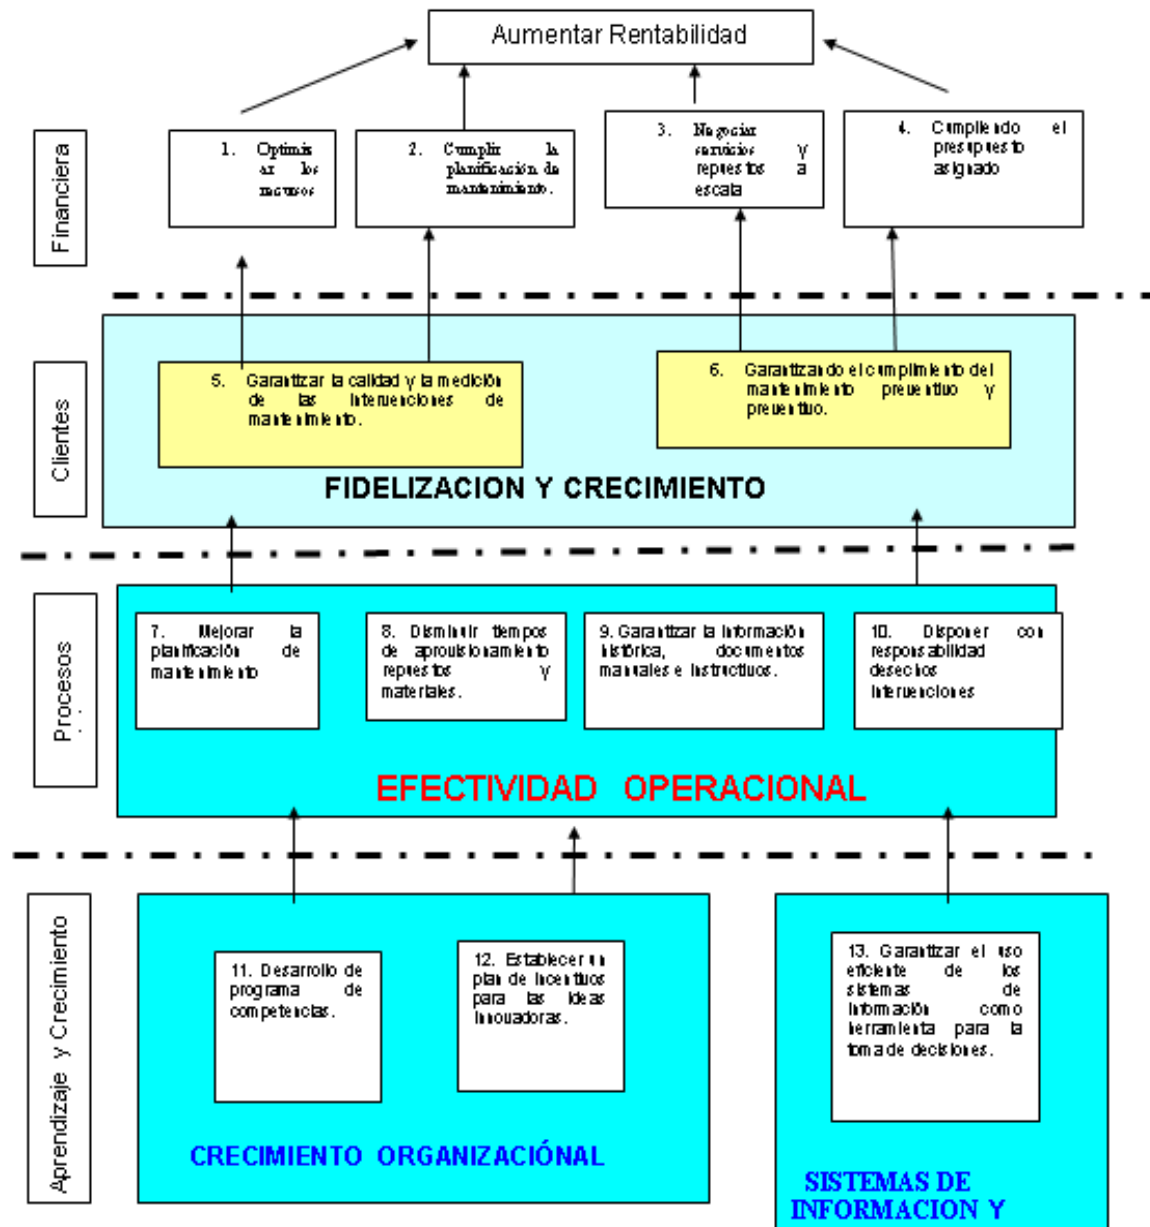 Aumentar Rentabilidad
Financiera
1. Optimiz
ar los
recursos
2. Cumplir la
planificación de
mantenimiento.
3. Negociar
servicios y
repuestos a
escala
4. Cumpliendo el
presupuesto
asignado
Clientes
5. Garantizar la calidad y la medición
de las intervenciones de
mantenimiento.
6. Garantizando el cumplimiento del
mantenimiento preventivo y
preventivo.
FIDELIZACION Y CRECIMIENTO
Procesos
7. Mejorar la
planificación de
mantenimiento
8. Disminuir tiempos
de aprovisionamiento
repuestos y
materiales.
9. Garantizar la información
histórica, documentos
manuales e instructivos.
10. Disponer con
responsabilidad
desechos
intervenciones
EFECTIVIDAD OPERACIONAL
Aprendizaje y Crecimiento
11. Desarrollo de
programa de
competencias.
12. Establecer un
plan de incentivos
para las ideas
innovadoras.
13. Garantizar el uso
eficiente de los
sistemas de
información como
herramienta para la
toma de decisiones.
CRECIMIENTO ORGANIZACIÓNAL
SISTEMAS DE
INFORMACION Y